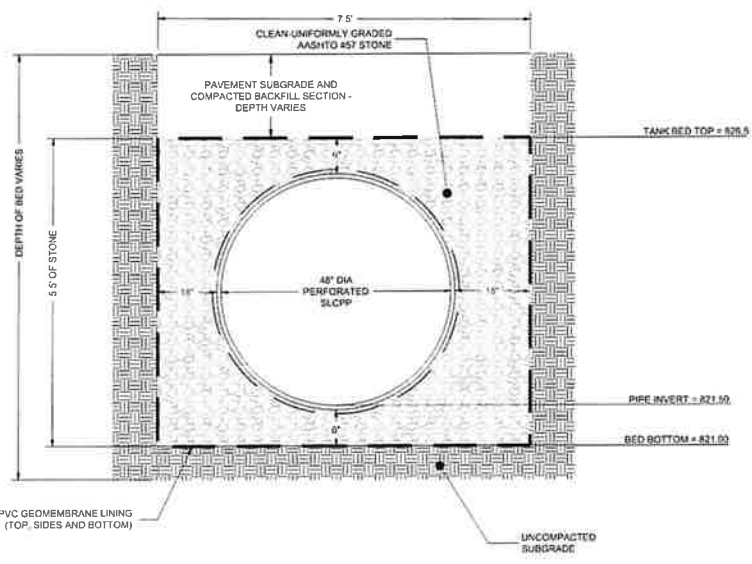 7.5'
CLEAN-UNIFORMLY GRADED
AASHTO #57 STONE
PAVEMENT SUBGRADE AND
COMPACTED BACKFILL SECTION -
DEPTH VARIES
TANK BED TOP = 826.5
DEPTH OF BED VARIES
5.5' OF STONE
6"
48" DIA
PERFORATED
SLCPP
18"
18"
PIPE INVERT = 821.50
6"
BED BOTTOM = 821.00
PVC GEOMEMBRANE LINING
(TOP, SIDES AND BOTTOM)
UNCOMPACTED
SUBGRADE